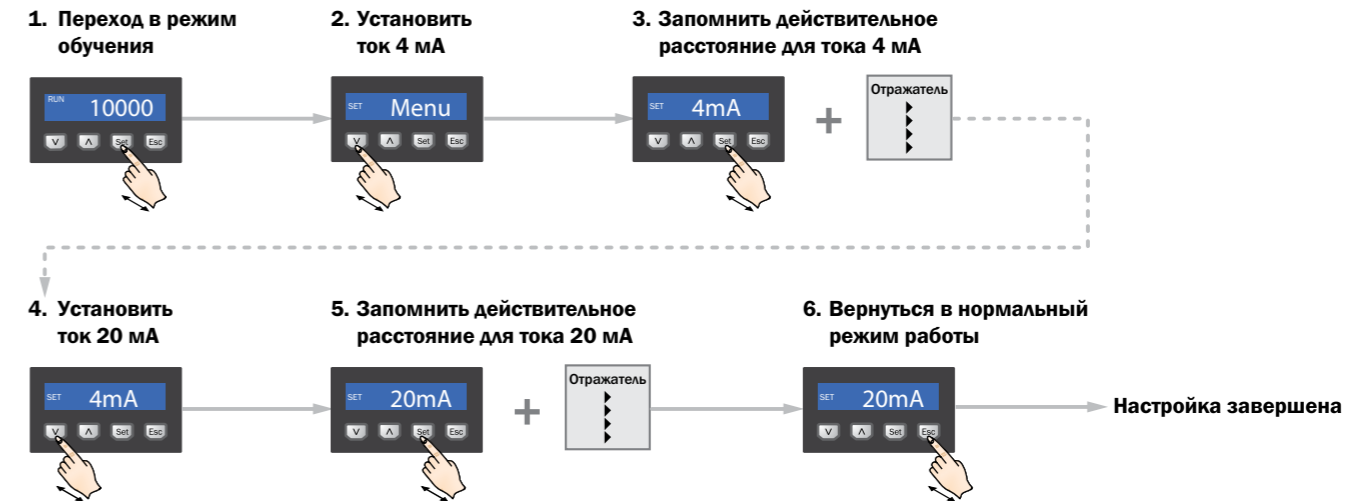 1. Переход в режим
обучения
2. Установить
ток 4 мА
3. Запомнить действительное
расстояние для тока 4 мА
RUN 10000
V Λ Set Esc
SET Menu
V Λ Set Esc
SET 4mA
V Λ Set Esc
+
Отражатель
4. Установить
ток 20 мА
5. Запомнить действительное
расстояние для тока 20 мА
6. Вернуться в нормальный
режим работы
SET 4mA
V Λ Set Esc
SET 20mA
V Λ Set Esc
+
Отражатель
SET 20mA
V Λ Set Esc
Настройка завершена